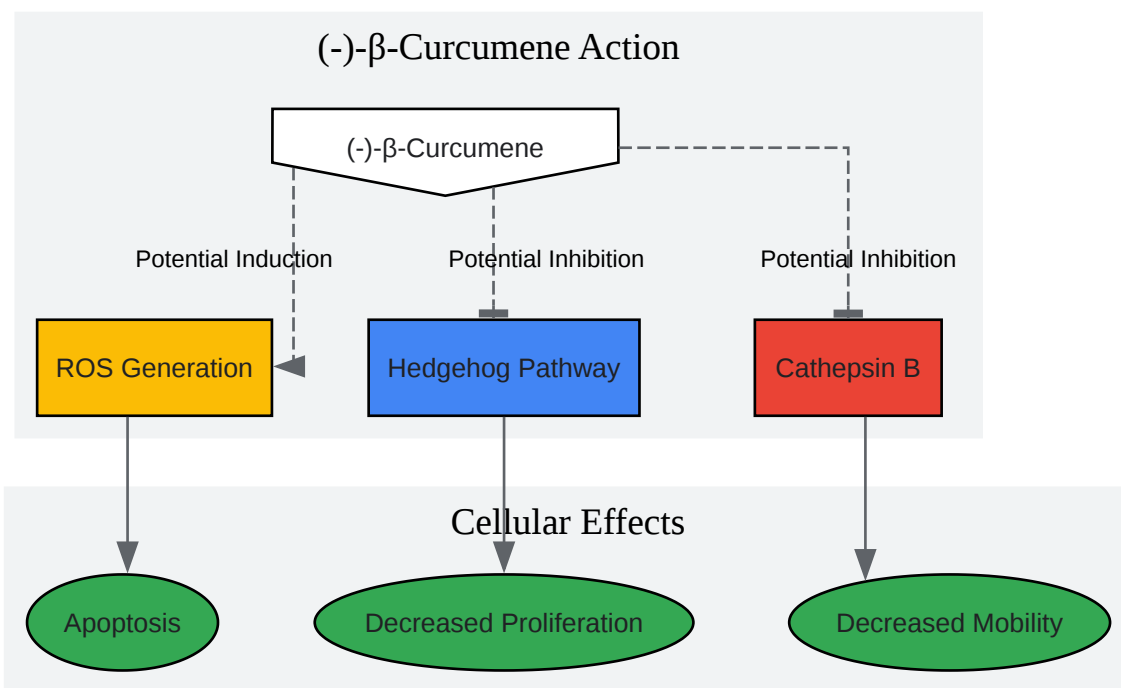 (-)-β-Curcumene Action
(-)-β-Curcumene
Potential Induction
Potential Inhibition
Potential Inhibition
ROS Generation
Hedgehog Pathway
Cathepsin B
Cellular Effects
Apoptosis
Decreased Proliferation
Decreased Mobility